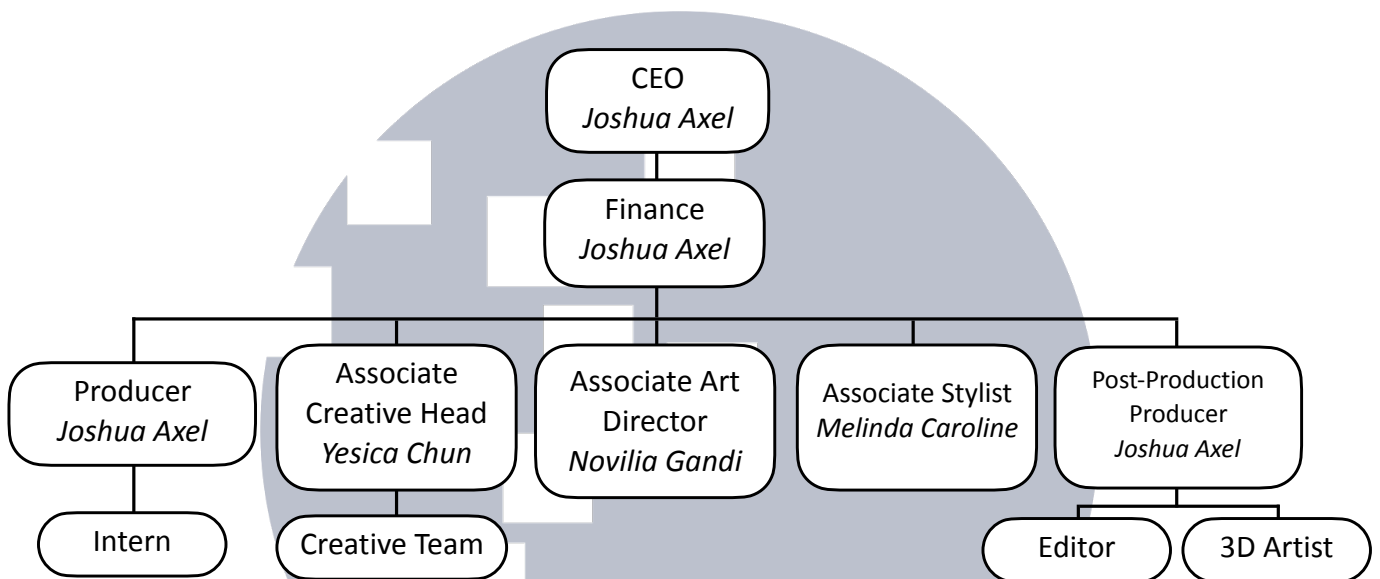 CEO
Joshua Axel
Finance
Joshua Axel
Producer
Joshua Axel
Associate
Creative Head
Yesica Chun
Associate Art
Director
Novilia Gandi
Associate Stylist
Melinda Caroline
Post-Production
Producer
Joshua Axel
Intern
Creative Team
Editor
3D Artist